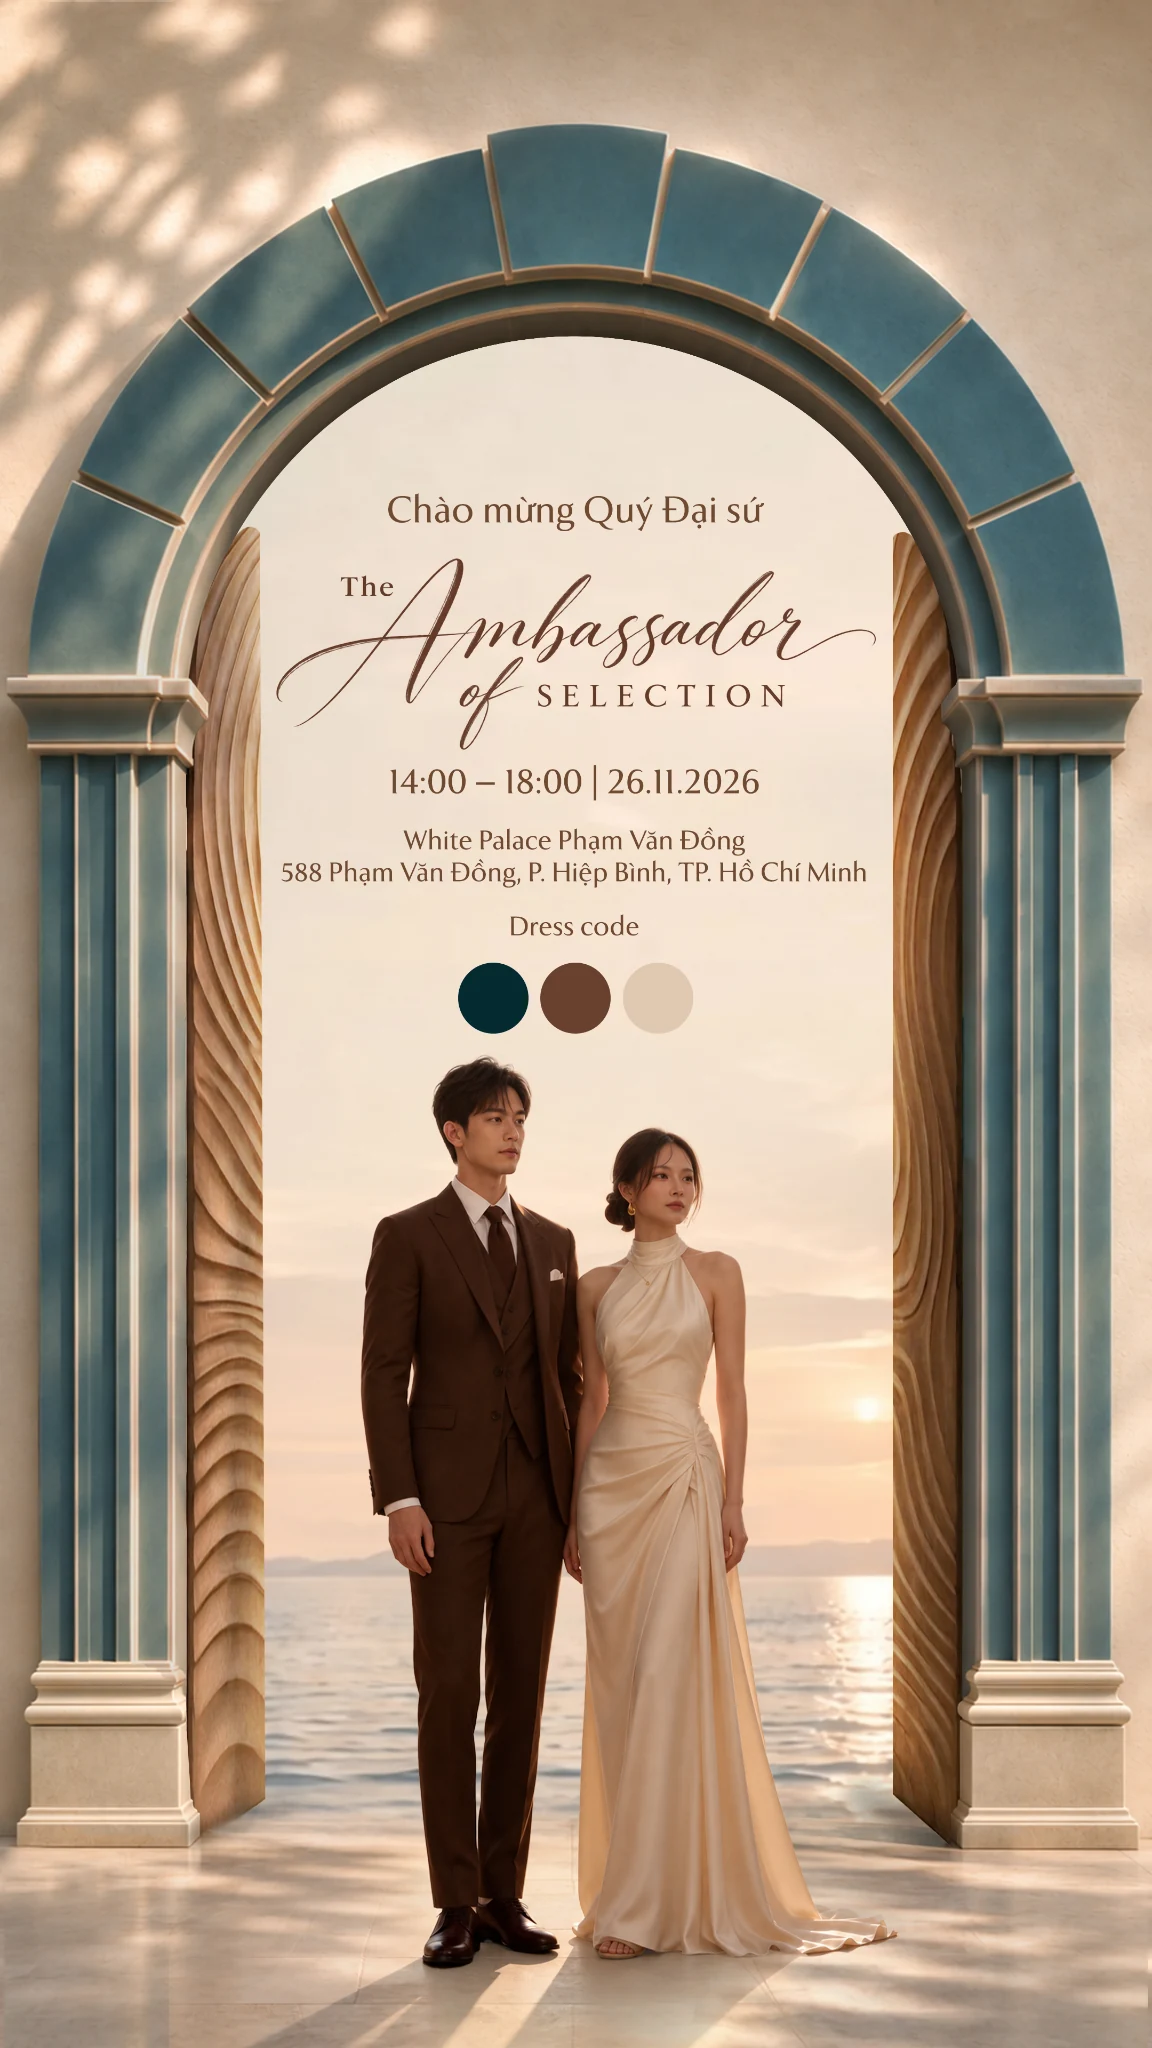 Chào mừng Quý Đại sứ
The Ambassador
of SELECTION
14:00 – 18:00 | 26.11.2026
White Palace Phạm Văn Đồng
588 Phạm Văn Đồng, P. Hiệp Bình, TP. Hồ Chí Minh
Dress code